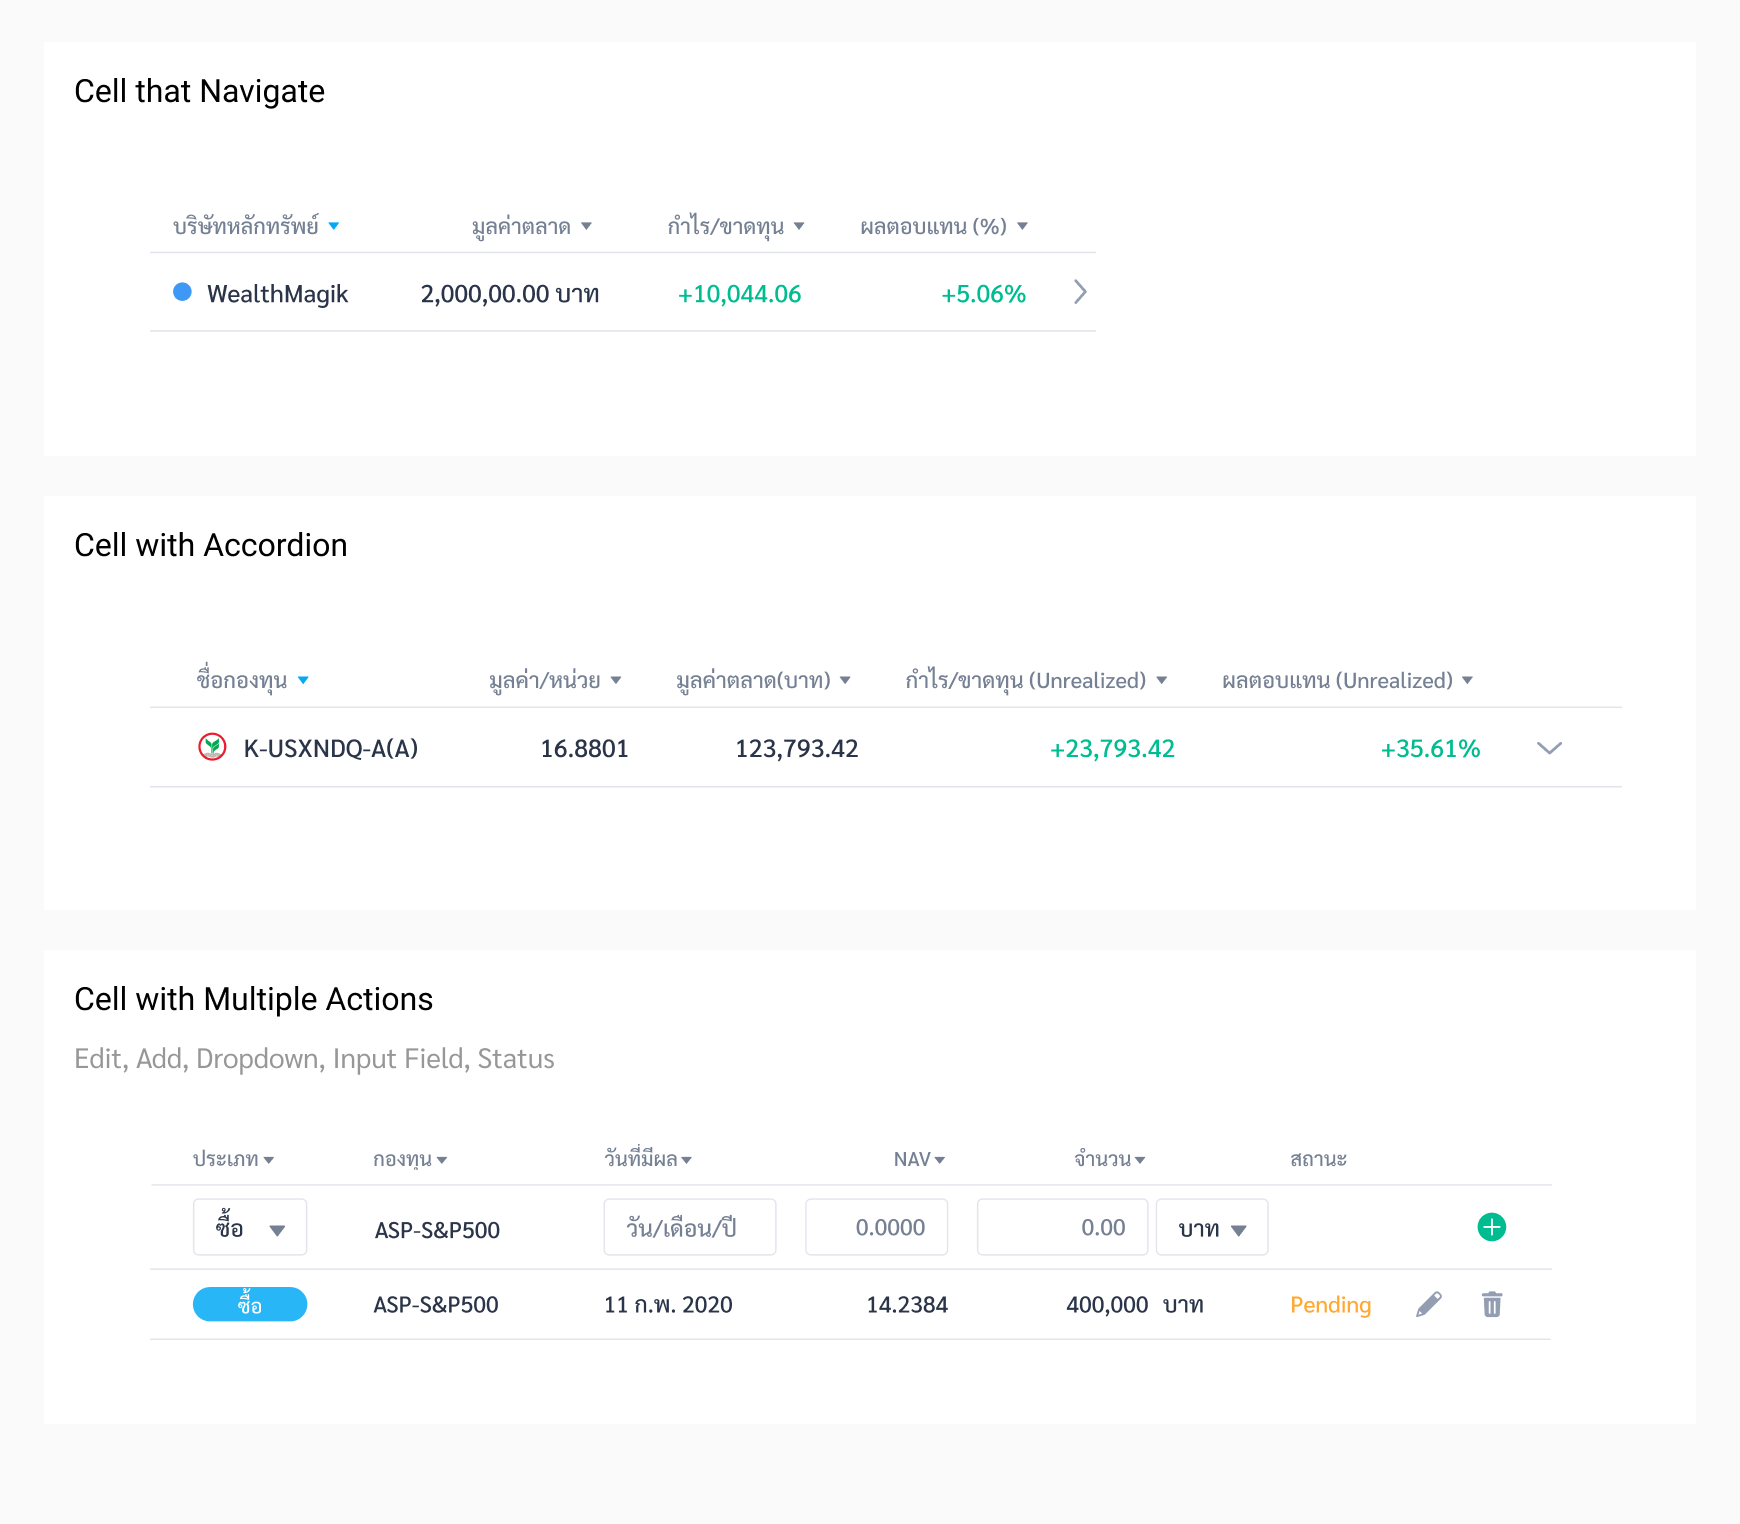 Cell that Navigate
บริษัทหลักทรัพย์ มูลค่าตลาด กำไร/ขาดทุน ผลตอบแทน (%)
WealthMagik 2,000,00.00 บาท +10,044.06 +5.06%
Cell with Accordion
ชื่อกองทุน มูลค่า/หน่วย มูลค่าตลาด(บาท) กำไร/ขาดทุน (Unrealized) ผลตอบแทน (Unrealized)
K-USXNDQ-A(A) 16.8801 123,793.42 +23,793.42 +35.61%
Cell with Multiple Actions
Edit, Add, Dropdown, Input Field, Status
ประเภท กองทุน วันที่มีผล NAV จำนวน สถานะ
ซื้อ ASP-S&P500 วัน/เดือน/ปี 0.0000 0.00 บาท
ซื้อ ASP-S&P500 11 ก.พ. 2020 14.2384 400,000 บาท Pending